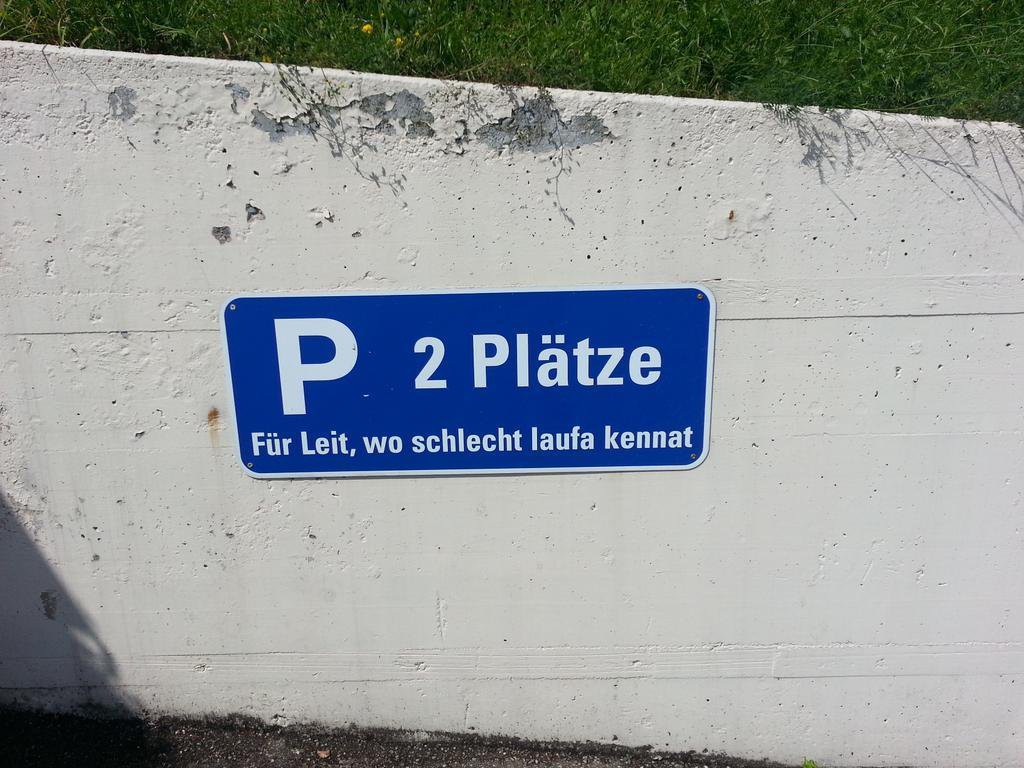 P 2 Plätze
Für Leit, wo schlecht laufa kennat